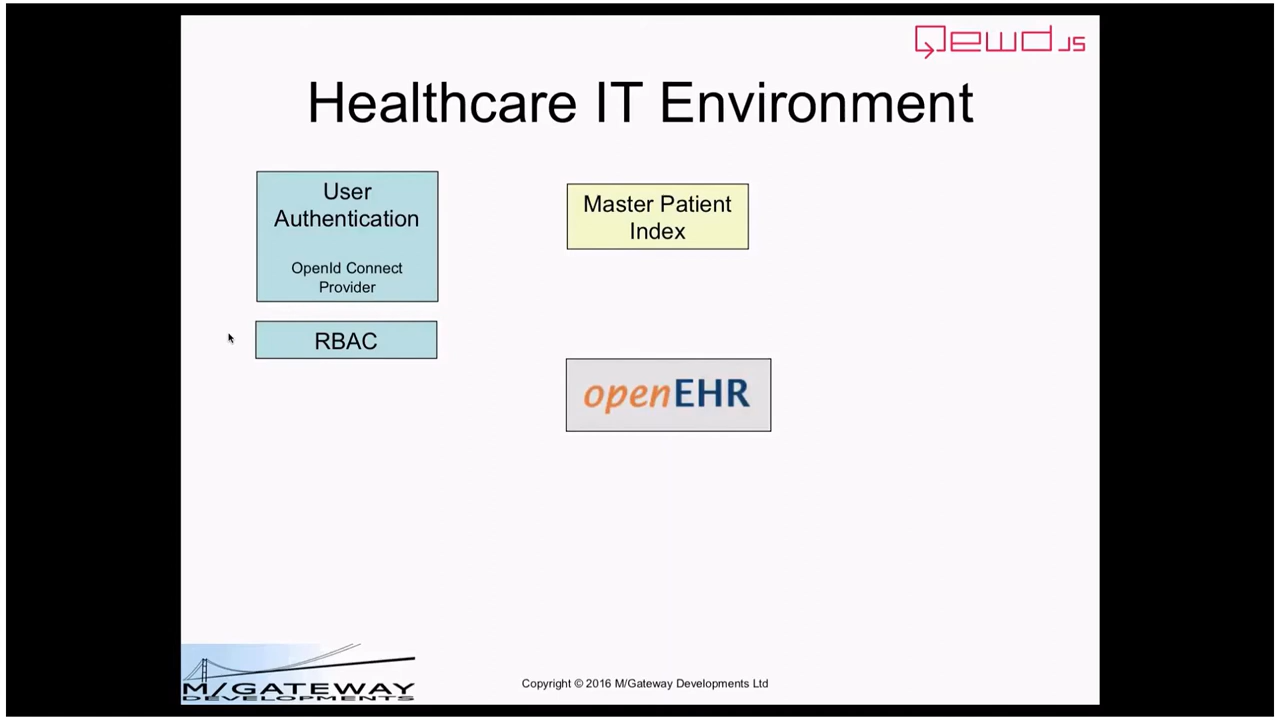 Qewd JS
Healthcare IT Environment
User
Authentication
OpenId Connect
Provider
Master Patient
Index
RBAC
openEHR
M/GATEWAY
DEVELOPMENTS
Copyright © 2016 M/Gateway Developments Ltd